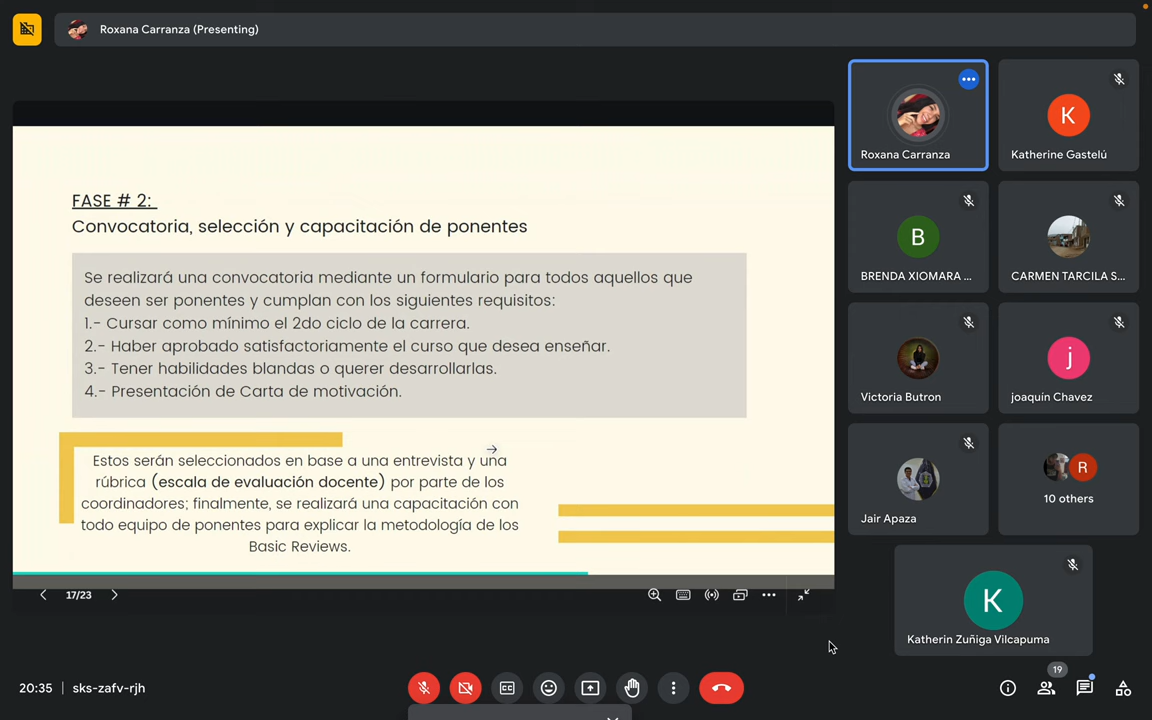 Roxana Carranza (Presenting)
FASE # 2:
Convocatoria, selección y capacitación de ponentes
Se realizará una convocatoria mediante un formulario para todos aquellos que
deseen ser ponentes y cumplan con los siguientes requisitos:
1.- Cursar como mínimo el 2do ciclo de la carrera.
2.- Haber aprobado satisfactoriamente el curso que desea enseñar.
3.- Tener habilidades blandas o querer desarrollarlas.
4.- Presentación de Carta de motivación.
Estos serán seleccionados en base a una entrevista y una
rúbrica (escala de evaluación docente) por parte de los
coordinadores; finalmente, se realizará una capacitación con
todo equipo de ponentes para explicar la metodología de los
Basic Reviews.
17/23
Roxana Carranza
K
Katherine Gastelú
B
BRENDA XIOMARA ...
CARMEN TARCILA S...
Victoria Butron
j
joaquín Chavez
Jair Apaza
R
10 others
K
Katherin Zuñiga Vilcapuma
20:35 | sks-zafv-rjh
19